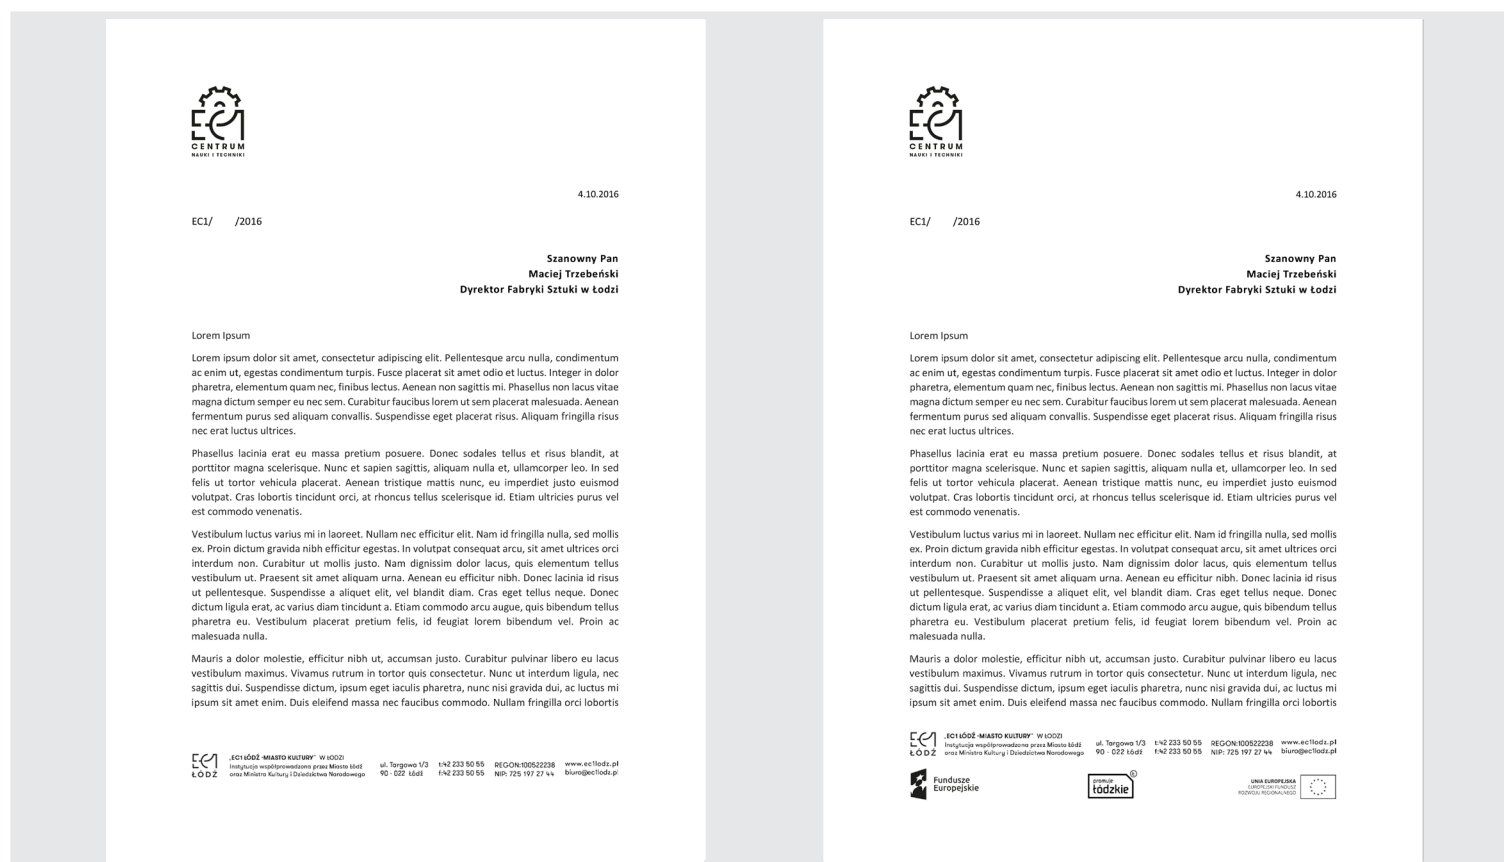 EC1
CENTRUM
NAUKI I TECHNIKI
4.10.2016
EC1/ /2016
Szanowny Pan
Maciej Trzebeński
Dyrektor Fabryki Sztuki w Łodzi
Lorem Ipsum
Lorem ipsum dolor sit amet, consectetur adipiscing elit. Pellentesque arcu nulla, condimentum
ac enim ut, egestas condimentum turpis. Fusce placerat sit amet odio et luctus. Integer in dolor
pharetra, elementum quam nec, finibus lectus. Aenean non sagittis mi. Phasellus non lacus vitae
magna dictum semper eu nec sem. Curabitur faucibus lorem ut sem placerat malesuada. Aenean
fermentum purus sed aliquam convallis. Suspendisse eget placerat risus. Aliquam fringilla risus
nec erat luctus ultrices.
Phasellus lacinia erat eu massa pretium posuere. Donec sodales tellus et risus blandit, at
porttitor magna scelerisque. Nunc et sapien sagittis, aliquam nulla et, ullamcorper leo. In sed
felis ut tortor vehicula placerat. Aenean tristique mattis nunc, eu imperdiet justo euismod
volutpat. Cras lobortis tincidunt orci, at rhoncus tellus scelerisque id. Etiam ultricies purus vel
est commodo venenatis.
Vestibulum luctus varius mi in laoreet. Nullam nec efficitur elit. Nam id fringilla nulla, sed mollis
ex. Proin dictum gravida nibh efficitur egestas. In volutpat consequat arcu, sit amet ultrices orci
interdum non. Curabitur ut mollis justo. Nam dignissim dolor lacus, quis elementum tellus
vestibulum ut. Praesent sit amet aliquam urna. Aenean eu efficitur nibh. Donec lacinia id risus
ut pellentesque. Suspendisse a aliquet elit, vel blandit diam. Cras eget tellus neque. Donec
dictum ligula erat, ac varius diam tincidunt a. Etiam commodo arcu augue, quis bibendum tellus
pharetra eu. Vestibulum placerat pretium felis, id feugiat lorem bibendum vel. Proin ac
malesuada nulla.
Mauris a dolor molestie, efficitur nibh ut, accumsan justo. Curabitur pulvinar libero eu lacus
vestibulum maximus. Vivamus rutrum in tortor quis consectetur. Nunc ut interdum ligula, nec
sagittis dui. Suspendisse dictum, ipsum eget iaculis pharetra, nunc nisi gravida dui, ac luctus mi
ipsum sit amet enim. Duis eleifend massa nec faucibus commodo. Nullam fringilla orci lobortis
EC1
ŁÓDŹ
„EC1 ŁÓDŹ -MIASTO KULTURY” W ŁODZI
Instytucja współprowadzona przez Miasto Łódź
oraz Ministra Kultury i Dziedzictwa Narodowego
ul. Targowa 1/3 t:42 233 50 55 REGON:100522238 www.ec1lodz.pl
90 - 022 Łódź f:42 233 50 55 NIP: 725 197 27 44 biuro@ec1lodz.pl
EC1
CENTRUM
NAUKI I TECHNIKI
4.10.2016
EC1/ /2016
Szanowny Pan
Maciej Trzebeński
Dyrektor Fabryki Sztuki w Łodzi
Lorem Ipsum
Lorem ipsum dolor sit amet, consectetur adipiscing elit. Pellentesque arcu nulla, condimentum
ac enim ut, egestas condimentum turpis. Fusce placerat sit amet odio et luctus. Integer in dolor
pharetra, elementum quam nec, finibus lectus. Aenean non sagittis mi. Phasellus non lacus vitae
magna dictum semper eu nec sem. Curabitur faucibus lorem ut sem placerat malesuada. Aenean
fermentum purus sed aliquam convallis. Suspendisse eget placerat risus. Aliquam fringilla risus
nec erat luctus ultrices.
Phasellus lacinia erat eu massa pretium posuere. Donec sodales tellus et risus blandit, at
porttitor magna scelerisque. Nunc et sapien sagittis, aliquam nulla et, ullamcorper leo. In sed
felis ut tortor vehicula placerat. Aenean tristique mattis nunc, eu imperdiet justo euismod
volutpat. Cras lobortis tincidunt orci, at rhoncus tellus scelerisque id. Etiam ultricies purus vel
est commodo venenatis.
Vestibulum luctus varius mi in laoreet. Nullam nec efficitur elit. Nam id fringilla nulla, sed mollis
ex. Proin dictum gravida nibh efficitur egestas. In volutpat consequat arcu, sit amet ultrices orci
interdum non. Curabitur ut mollis justo. Nam dignissim dolor lacus, quis elementum tellus
vestibulum ut. Praesent sit amet aliquam urna. Aenean eu efficitur nibh. Donec lacinia id risus
ut pellentesque. Suspendisse a aliquet elit, vel blandit diam. Cras eget tellus neque. Donec
dictum ligula erat, ac varius diam tincidunt a. Etiam commodo arcu augue, quis bibendum tellus
pharetra eu. Vestibulum placerat pretium felis, id feugiat lorem bibendum vel. Proin ac
malesuada nulla.
Mauris a dolor molestie, efficitur nibh ut, accumsan justo. Curabitur pulvinar libero eu lacus
vestibulum maximus. Vivamus rutrum in tortor quis consectetur. Nunc ut interdum ligula, nec
sagittis dui. Suspendisse dictum, ipsum eget iaculis pharetra, nunc nisi gravida dui, ac luctus mi
ipsum sit amet enim. Duis eleifend massa nec faucibus commodo. Nullam fringilla orci lobortis
EC1
ŁÓDŹ
„EC1 ŁÓDŹ -MIASTO KULTURY” W ŁODZI
Instytucja współprowadzona przez Miasto Łódź
oraz Ministra Kultury i Dziedzictwa Narodowego
ul. Targowa 1/3 t:42 233 50 55 REGON:100522238 www.ec1lodz.pl
90 - 022 Łódź f:42 233 50 55 NIP: 725 197 27 44 biuro@ec1lodz.pl
Fundusze
Europejskie
promuje
łódzkie
UNIA EUROPEJSKA
EUROPEJSKI FUNDUSZ
ROZWOJU REGIONALNEGO